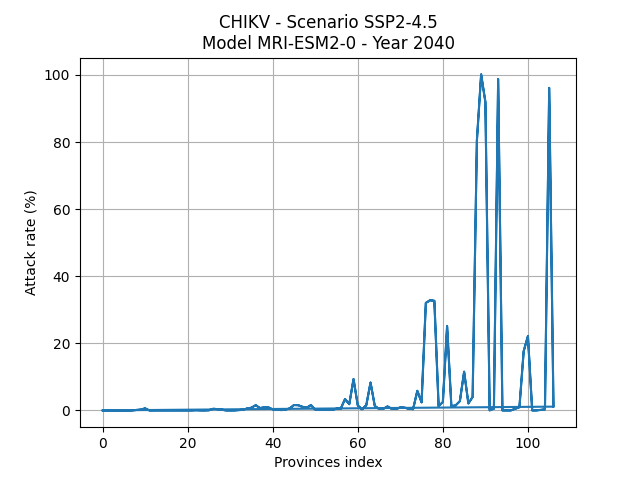 CHIKV - Scenario SSP2-4.5
Model MRI-ESM2-0 - Year 2040
100
80
60
40
20
0
Attack rate (%)
0 20 40 60 80 100
Provinces index